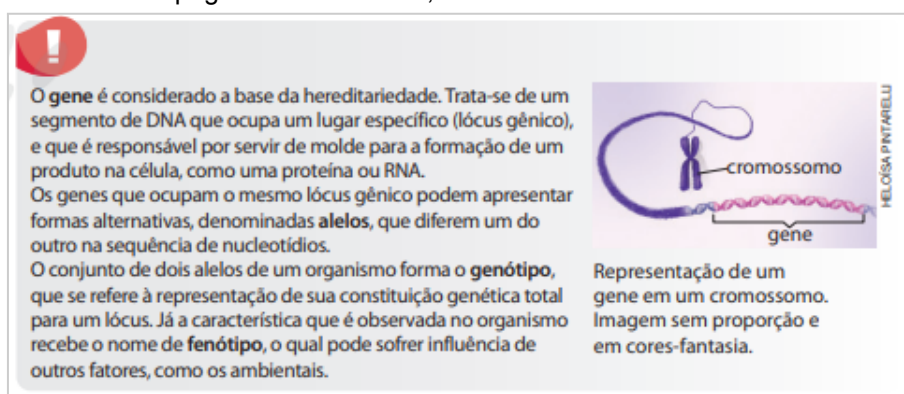 !
O gene é considerado a base da hereditariedade. Trata-se de um
segmento de DNA que ocupa um lugar específico (lócus gênico),
e que é responsável por servir de molde para a formação de um
produto na célula, como uma proteína ou RNA.
Os genes que ocupam o mesmo lócus gênico podem apresentar
formas alternativas, denominadas alelos, que diferem um do
outro na sequência de nucleotídios.
O conjunto de dois alelos de um organismo forma o genótipo,
que se refere à representação de sua constituição genética total
para um lócus. Já a característica que é observada no organismo
recebe o nome de fenótipo, o qual pode sofrer influência de
outros fatores, como os ambientais.
cromossomo
gene
HELOÍSA PINTARELLI
Representação de um
gene em um cromossomo.
Imagem sem proporção e
em cores-fantasia.